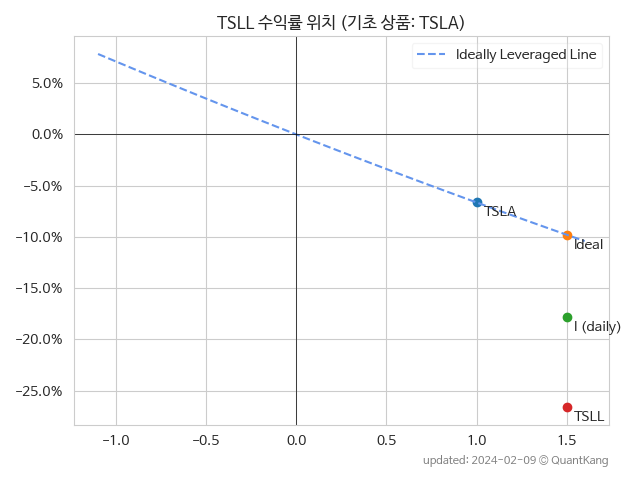 TSLL 수익률 위치 (기초 상품: TSLA)
Ideally Leveraged Line
5.0%
0.0%
−5.0%
−10.0%
−15.0%
−20.0%
−25.0%
TSLA
Ideal
I (daily)
TSLL
−1.0 −0.5 0.0 0.5 1.0 1.5
updated: 2024-02-09 © QuantKang